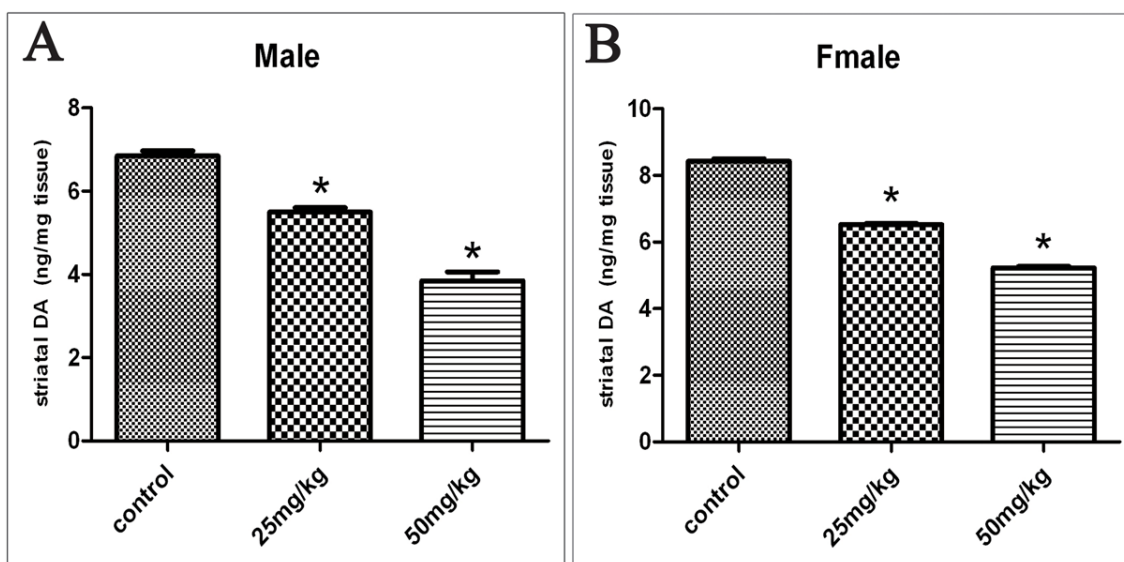 A
Male
striatal DA (ng/mg tissue)
8
6
4
2
0
*
*
control
25mg/kg
50mg/kg
B
Fmale
striatal DA (ng/mg tissue)
10
8
6
4
2
0
*
*
control
25mg/kg
50mg/kg